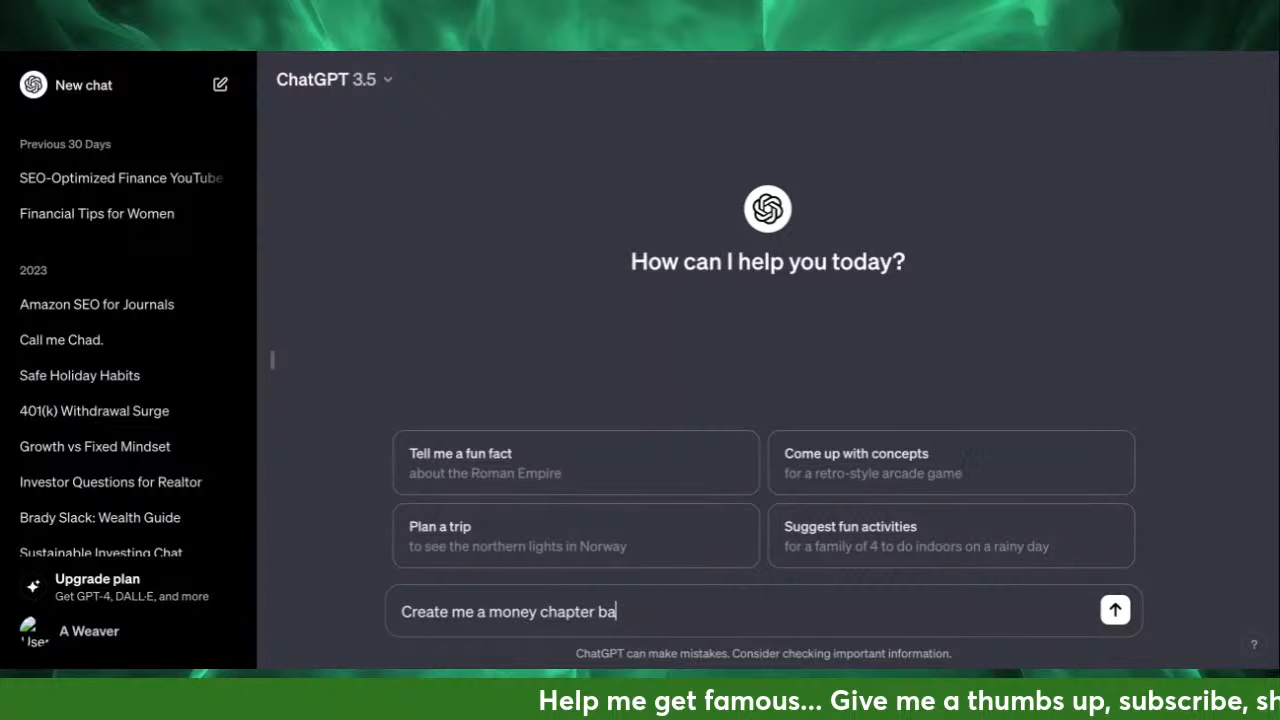 New chat
Previous 30 Days
SEO-Optimized Finance YouTube
Financial Tips for Women
2023
Amazon SEO for Journals
Call me Chad.
Safe Holiday Habits
401(k) Withdrawal Surge
Growth vs Fixed Mindset
Investor Questions for Realtor
Brady Slack: Wealth Guide
Sustainable Investing Chat
Upgrade plan
Get GPT-4, DALL·E, and more
User
A Weaver
ChatGPT 3.5
How can I help you today?
Tell me a fun fact
about the Roman Empire
Come up with concepts
for a retro-style arcade game
Plan a trip
to see the northern lights in Norway
Suggest fun activities
for a family of 4 to do indoors on a rainy day
Create me a money chapter ba
ChatGPT can make mistakes. Consider checking important information.
?
Help me get famous... Give me a thumbs up, subscribe, sh